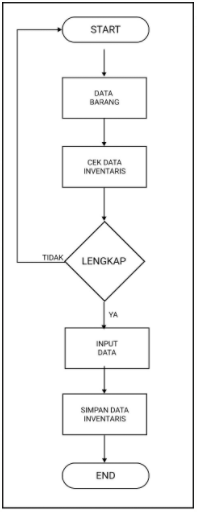 START
DATA
BARANG
CEK DATA
INVENTARIS
TIDAK
LENGKAP
YA
INPUT
DATA
SIMPAN DATA
INVENTARIS
END